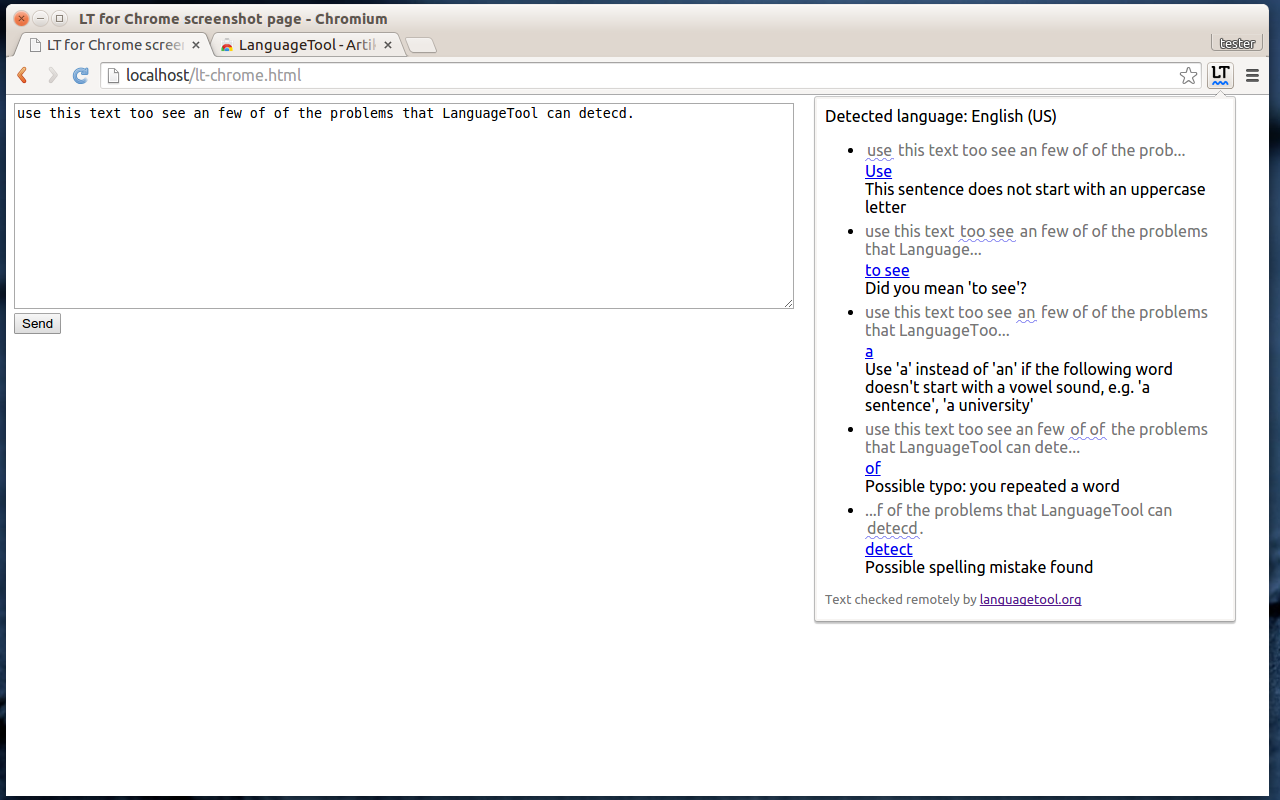 LT for Chrome screenshot page - Chromium
LT for Chrome screer
LanguageTool - Arti
tester
localhost/lt-chrome.html
LT
use this text too see an few of of the problems that LanguageTool can detecd.
Send
Detected language: English (US)
use this text too see an few of of the prob...
Use
This sentence does not start with an uppercase
letter
use this text too see an few of of the problems
that Language...
to see
Did you mean 'to see'?
use this text too see an few of of the problems
that LanguageToo...
a
Use 'a' instead of 'an' if the following word
doesn't start with a vowel sound, e.g. 'a
sentence', 'a university'
use this text too see an few of of the problems
that LanguageTool can dete...
of
Possible typo: you repeated a word
...f of the problems that LanguageTool can
detecd.
detect
Possible spelling mistake found
Text checked remotely by languagetool.org